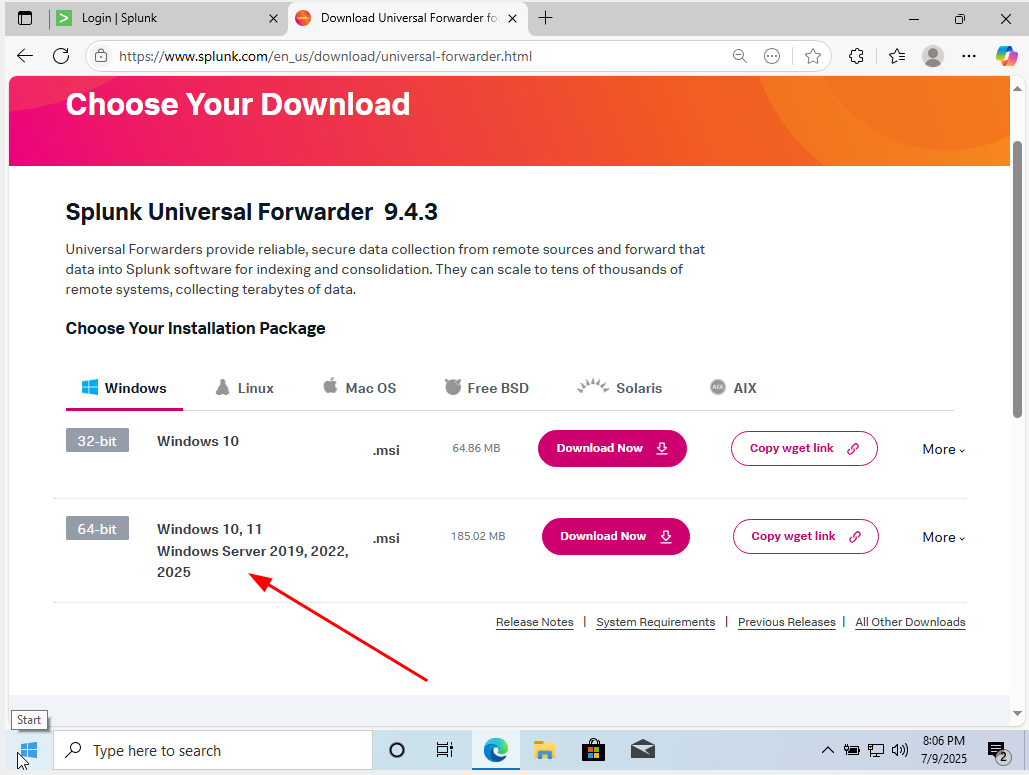 Login | Splunk
Download Universal Forwarder fo
https://www.splunk.com/en_us/download/universal-forwarder.html
Choose Your Download
Splunk Universal Forwarder 9.4.3
Universal Forwarders provide reliable, secure data collection from remote sources and forward that
data into Splunk software for indexing and consolidation. They can scale to tens of thousands of
remote systems, collecting terabytes of data.
Choose Your Installation Package
Windows
Linux
Mac OS
Free BSD
Solaris
AIX
AIX
32-bit
Windows 10
.msi
64.86 MB
Download Now
Copy wget link
More
64-bit
Windows 10, 11
Windows Server 2019, 2022,
2025
.msi
185.02 MB
Download Now
Copy wget link
More
Release Notes | System Requirements | Previous Releases | All Other Downloads
Start
Type here to search
8:06 PM
7/9/2025
2